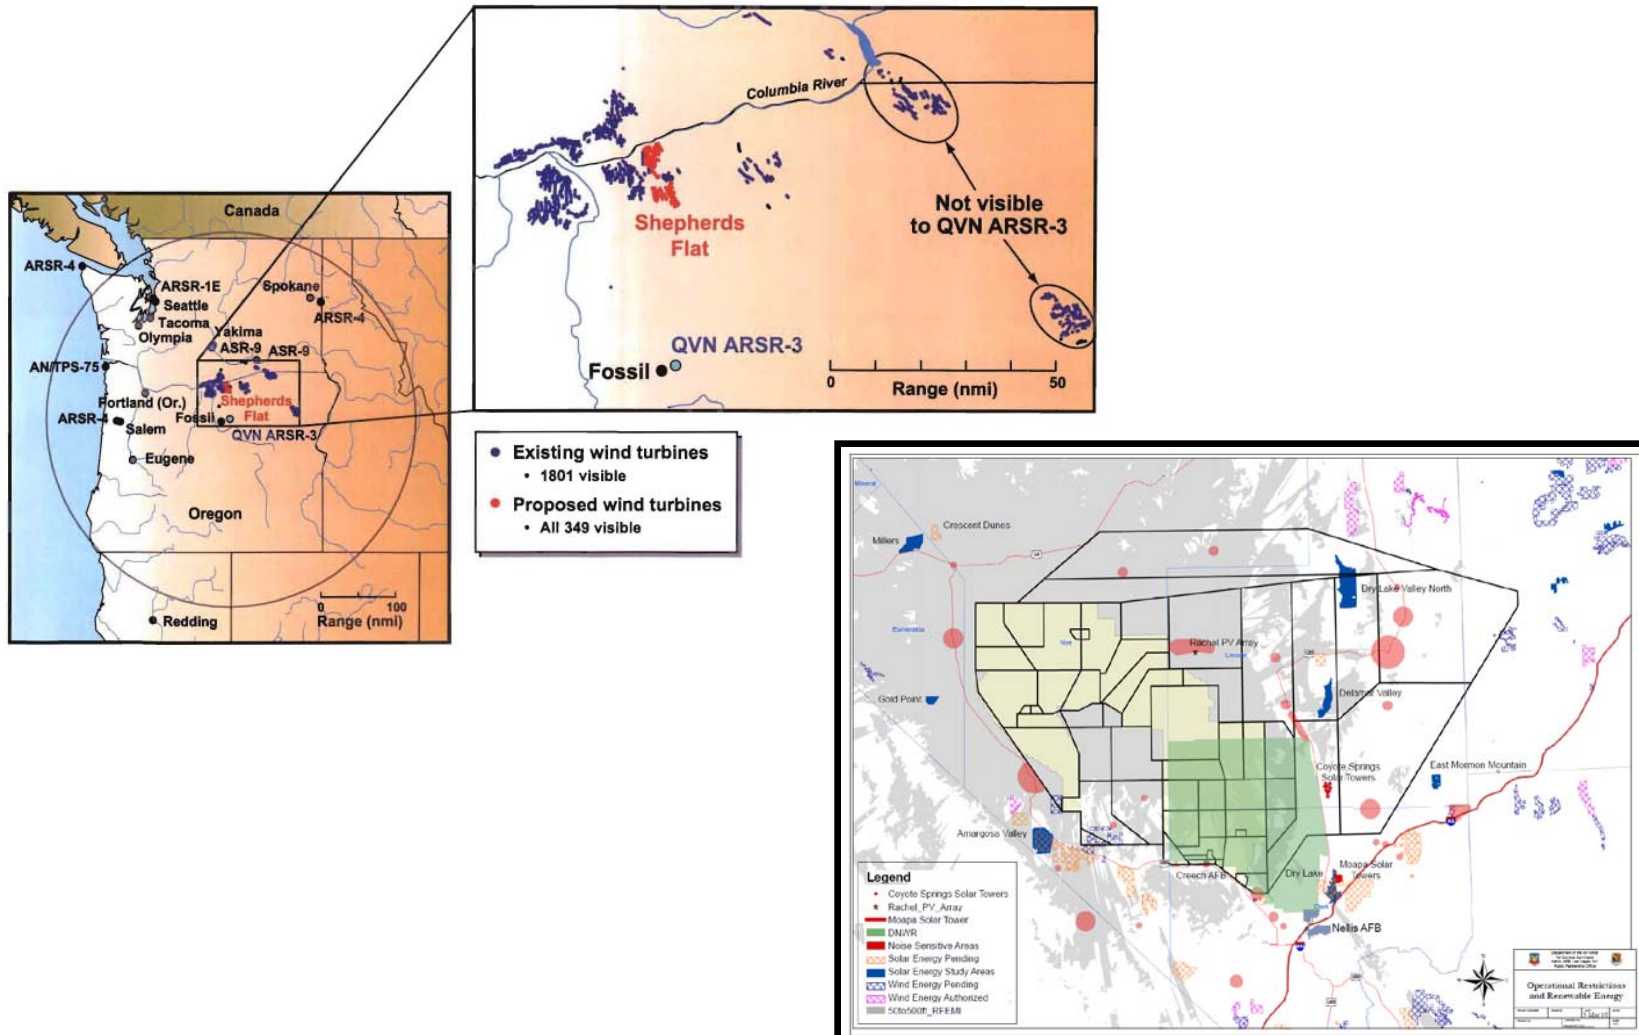 Canada
ARSR-4
ARSR-1E
Seattle
Spokane
ARSR-4
Tacoma
Olympia
Yakima
ASR-9
ASR-9
AN/TPS-75
Portland (Or.)
Shepherds
Flat
ARSR-4
Salem
Fossil
QVN ARSR-3
Eugene
Oregon
0
100
Range (nmi)
Redding
Columbia River
Shepherds
Flat
Not visible
to QVN ARSR-3
QVN ARSR-3
Fossil
0
50
Range (nmi)
Existing wind turbines
• 1801 visible
Proposed wind turbines
• All 349 visible
Mineral
Crescent Dunes
Millers
Dry Lake Valley North
Esmeralda
Nye
Rachel PV Array
Lincoln
Gold Point
Delamar Valley
Coyote Springs
Solar Towers
East Mormon Mountain
Amargosa Valley
Creech AFB
Dry Lake
Moapa Solar
Towers
Clark
Nellis AFB
Legend
Coyote Springs Solar Towers
Rachel_PV_Array
Moapa Solar Tower
DNWR
Noise Sensitive Areas
Solar Energy Pending
Solar Energy Study Areas
Wind Energy Pending
Wind Energy Authorized
50to500ft_RFEMI
Operational Restrictions
and Renewable Energy